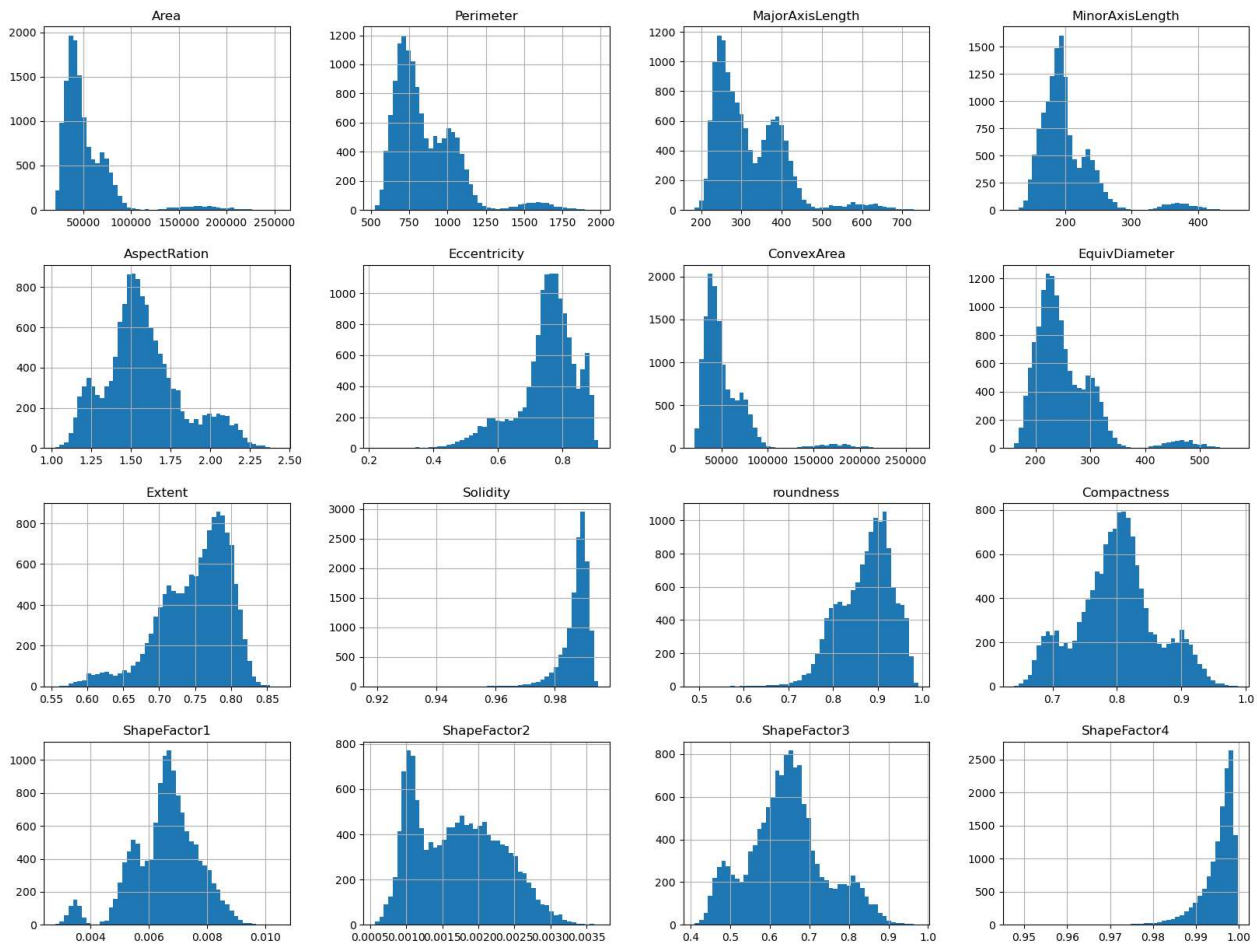 Area
Perimeter
MajorAxisLength
MinorAxisLength
2000
1500
1000
500
0
50000 100000 150000 200000 250000
1200
1000
800
600
400
200
0
500 750 1000 1250 1500 1750 2000
1200
1000
800
600
400
200
0
200 300 400 500 600 700
1500
1250
1000
750
500
250
0
200 300 400
AspectRation
Eccentricity
ConvexArea
EquivDiameter
800
600
400
200
0
1.00 1.25 1.50 1.75 2.00 2.25 2.50
1000
800
600
400
200
0
0.2 0.4 0.6 0.8
2000
1500
1000
500
0
50000 100000 150000 200000 250000
1200
1000
800
600
400
200
0
200 300 400 500
Extent
Solidity
roundness
Compactness
800
600
400
200
0
0.55 0.60 0.65 0.70 0.75 0.80 0.85
3000
2500
2000
1500
1000
500
0
0.92 0.94 0.96 0.98
1000
800
600
400
200
0
0.5 0.6 0.7 0.8 0.9 1.0
800
600
400
200
0
0.7 0.8 0.9 1.0
ShapeFactor1
ShapeFactor2
ShapeFactor3
ShapeFactor4
1000
800
600
400
200
0
0.004 0.006 0.008 0.010
800
600
400
200
0
0.0005 0.0010 0.0015 0.0020 0.0025 0.0030 0.0035
800
600
400
200
0
0.4 0.5 0.6 0.7 0.8 0.9 1.0
2500
2000
1500
1000
500
0
0.95 0.96 0.97 0.98 0.99 1.00